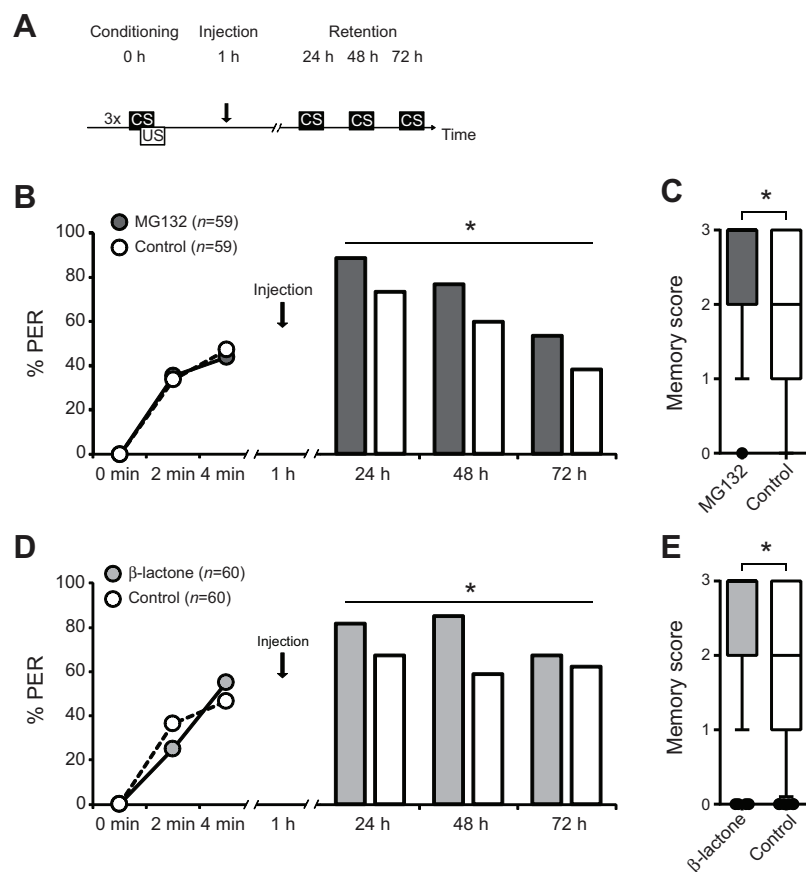 A
Conditioning Injection Retention
0 h 1 h 24 h 48 h 72 h
3x CS CS CS CS
US Time
B
MG132 (n=59)
Control (n=59)
*
Injection
% PER
100
80
60
40
20
0
0 min 2 min 4 min 1 h 24 h 48 h 72 h
C
*
Memory score
3
2
1
0
MG132 Control
D
β-lactone (n=60)
Control (n=60)
*
Injection
% PER
100
80
60
40
20
0
0 min 2 min 4 min 1 h 24 h 48 h 72 h
E
*
Memory score
3
2
1
0
β-lactone Control